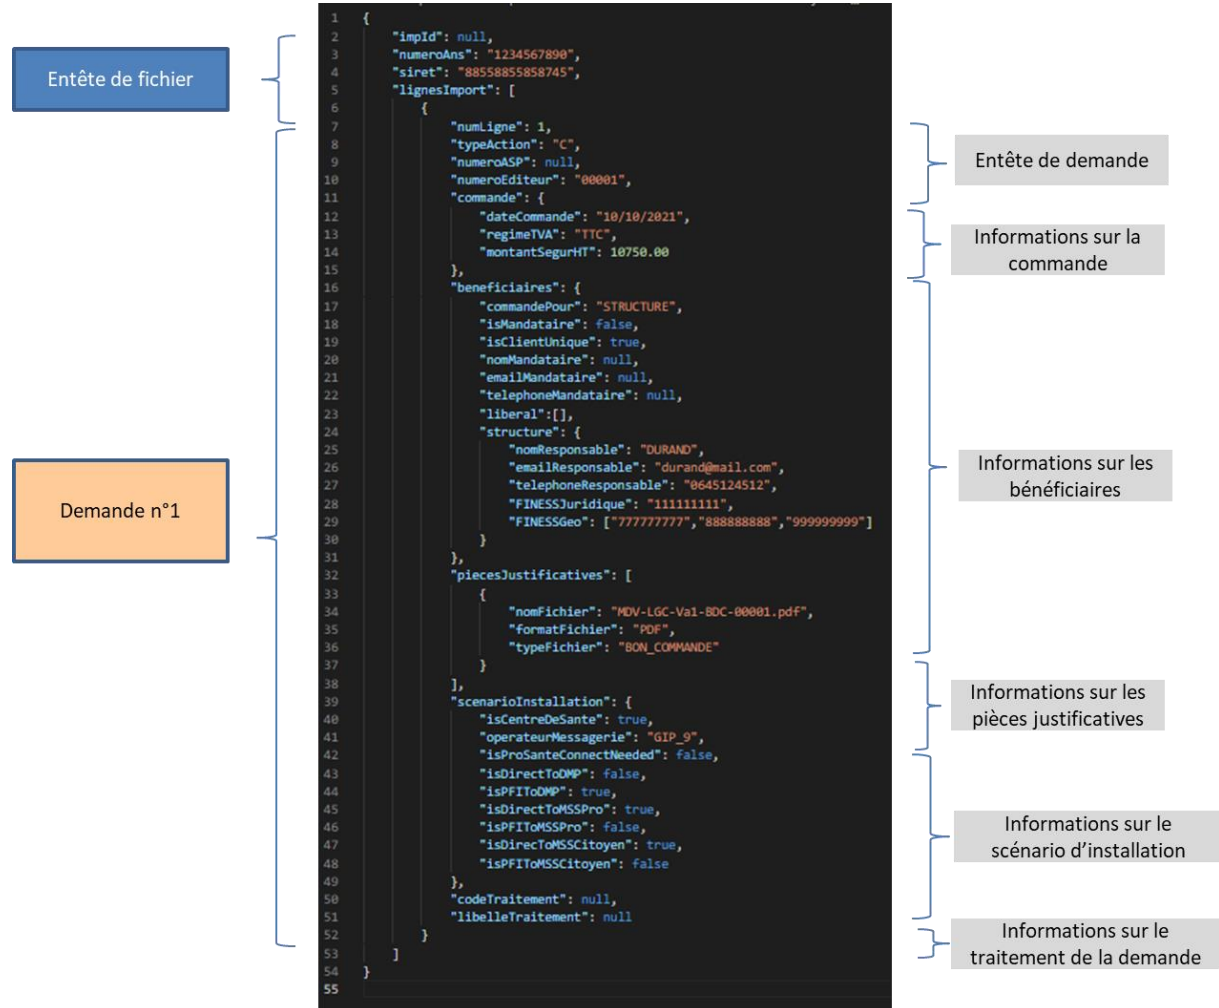 Entête de fichier
Demande n°1
1 {
2 "impId": null,
3 "numeroAns": "1234567890",
4 "siret": "88558855858745",
5 "lignesImport": [
6 {
7 "numLigne": 1,
8 "typeAction": "C",
9 "numeroASP": null,
10 "numeroEditeur": "00001",
11 "commande": {
12 "dateCommande": "10/10/2021",
13 "regimeTVA": "TTC",
14 "montantSegurHT": 10750.00
15 },
16 "beneficiaires": {
17 "commandePour": "STRUCTURE",
18 "isMandataire": false,
19 "isClientUnique": true,
20 "nomMandataire": null,
21 "emailMandataire": null,
22 "telephoneMandataire": null,
23 "liberal":[],
24 "structure": {
25 "nomResponsable": "DURAND",
26 "emailResponsable": "durand@mail.com",
27 "telephoneResponsable": "0645124512",
28 "FINESSJuridique": "111111111",
29 "FINESSGeo": ["777777777","888888888","999999999"]
30 }
31 },
32 "piecesJustificatives": [
33 {
34 "nomFichier": "MDV-LGC-Va1-BDC-00001.pdf",
35 "formatFichier": "PDF",
36 "typeFichier": "BON_COMMANDE"
37 }
38 ],
39 "scenarioInstallation": {
40 "isCentreDeSante": true,
41 "operateurMessagerie": "GIP_9",
42 "isProSanteConnectNeeded": false,
43 "isDirectToDMP": false,
44 "isPFIToDMP": true,
45 "isDirectToMSSPro": true,
46 "isPFIToMSSPro": false,
47 "isDirecToMSSCitoyen": true,
48 "isPFIToMSSCitoyen": false
49 },
50 "codeTraitement": null,
51 "libelleTraitement": null
52 }
53 ]
54 }
55
Entête de demande
Informations sur la
commande
Informations sur les
bénéficiaires
Informations sur les
pièces justificatives
Informations sur le
scénario d'installation
Informations sur le
traitement de la demande